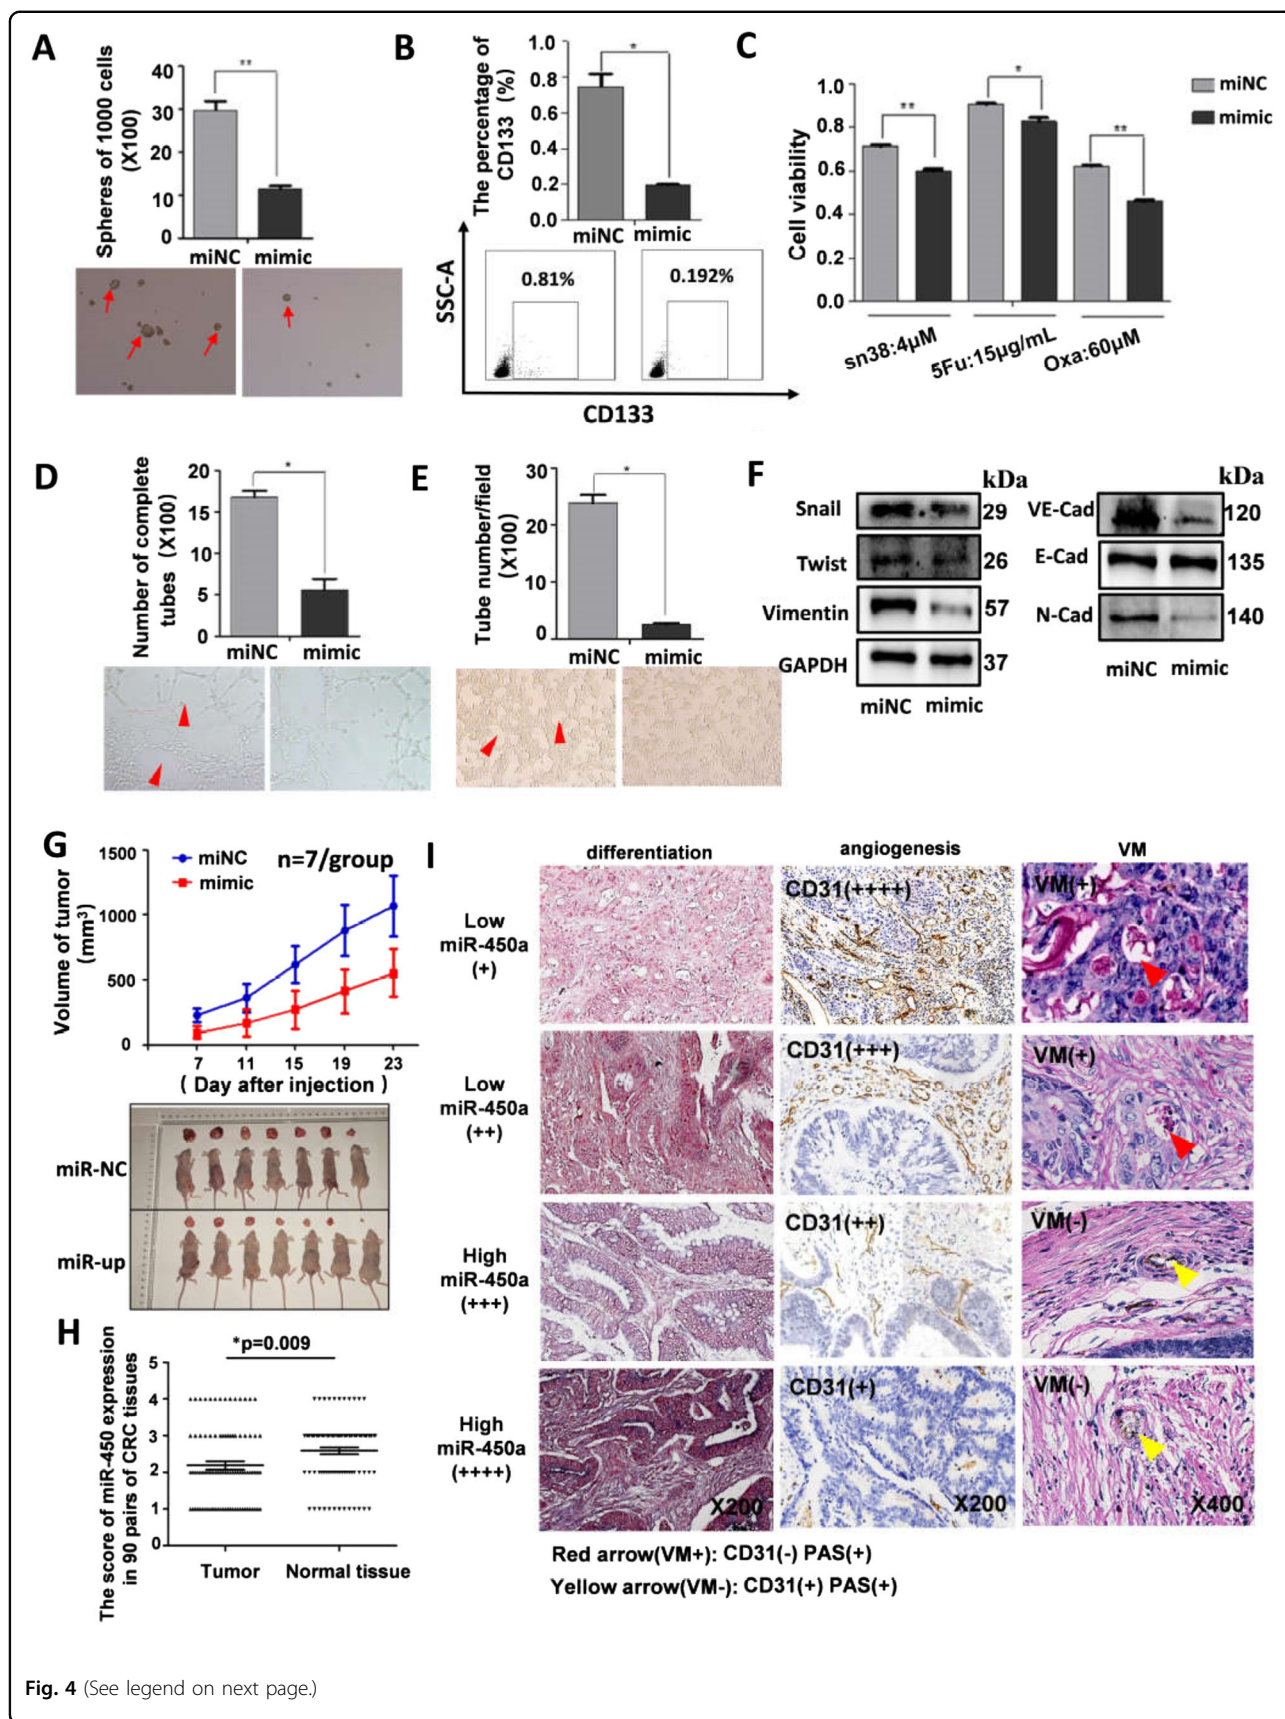 A
Spheres of 1000 cells
(X100)
40
30
20
10
0
**
miNC mimic
B
The percentage of
CD133 (%)
1.0
0.8
0.6
0.4
0.2
0.0
*
miNC mimic
SSC-A
0.81%
0.192%
CD133
C
Cell viability
1.0
0.8
0.6
0.4
0.2
0.0
**
*
**
miNC
mimic
sn38:4μM
5Fu:15μg/mL
Oxa:60μM
D
Number of complete
tubes (X100)
20
15
10
5
0
*
miNC mimic
E
Tube number/field
(X100)
30
20
10
0
*
miNC mimic
F
kDa
Snail 29
Twist 26
Vimentin 57
GAPDH 37
miNC mimic
kDa
VE-Cad 120
E-Cad 135
N-Cad 140
miNC mimic
G
Volume of tumor
(mm³)
1500
1000
500
0
miNC
mimic
n=7/group
7 11 15 19 23
(Day after injection)
miR-NC
miR-up
H
The score of miR-450 expression
in 90 pairs of CRC tissues
*p=0.009
5
4
3
2
1
0
Tumor Normal tissue
I
differentiation angiogenesis VM
Low
miR-450a
(+)
CD31(++++)
VM(+)
Low
miR-450a
(++)
CD31(+++)
VM(+)
High
miR-450a
(+++)
CD31(++)
VM(-)
High
miR-450a
(++++)
CD31(+)
VM(-)
X200
X200
X400
Red arrow(VM+): CD31(-) PAS(+)
Yellow arrow(VM-): CD31(+) PAS(+)
Fig. 4 (See legend on next page.)